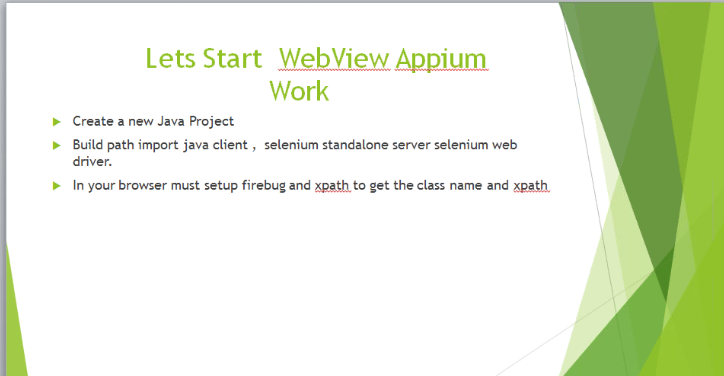 Lets Start  WebView Appium
Work
Create a new Java Project
Build path import java client ,  selenium standalone server selenium web
driver.
In your browser must setup firebug and xpath to get the class name and xpath